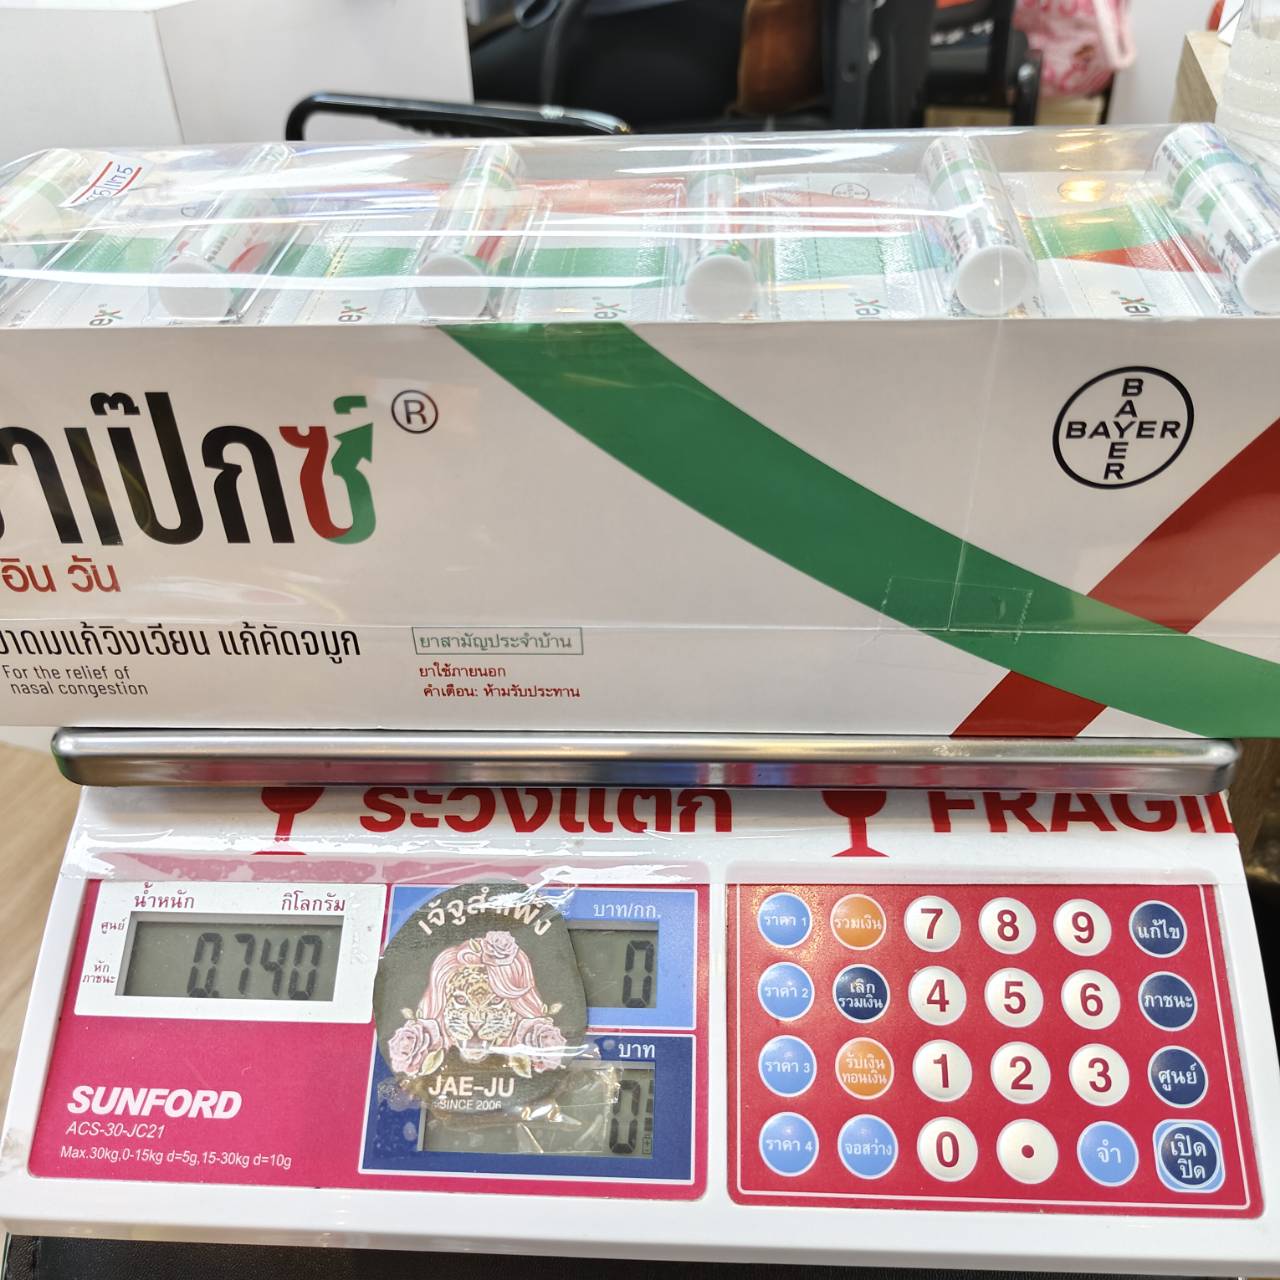 BAYER
BAYER
าเป๊กซ์®
อิน วัน
ยาดมแก้วิงเวียน แก้คัดจมูก
For the relief of
nasal congestion
ยาสามัญประจำบ้าน
ยาใช้ภายนอก
คำเตือน: ห้ามรับประทาน
ระวังแตก
FRAGIL
น้ำหนัก
กิโลกรัม
ศูนย์
หัก
ภาชนะ
0.740
บาท/กก.
0
บาท
0
เจ๊จูสำเพ็ง
JAE-JU
SINCE 2006
SUNFORD
ACS-30-JC21
Max.30kg,0-15kg d=5g,15-30kg d=10g
ราคา 1
รวมเงิน
7
8
9
แก้ไข
ราคา 2
เลิก
รวมเงิน
4
5
6
ภาชนะ
ราคา 3
รับเงิน
ทอนเงิน
1
2
3
ศูนย์
ราคา 4
จอสว่าง
0
•
จำ
เปิด
ปิด